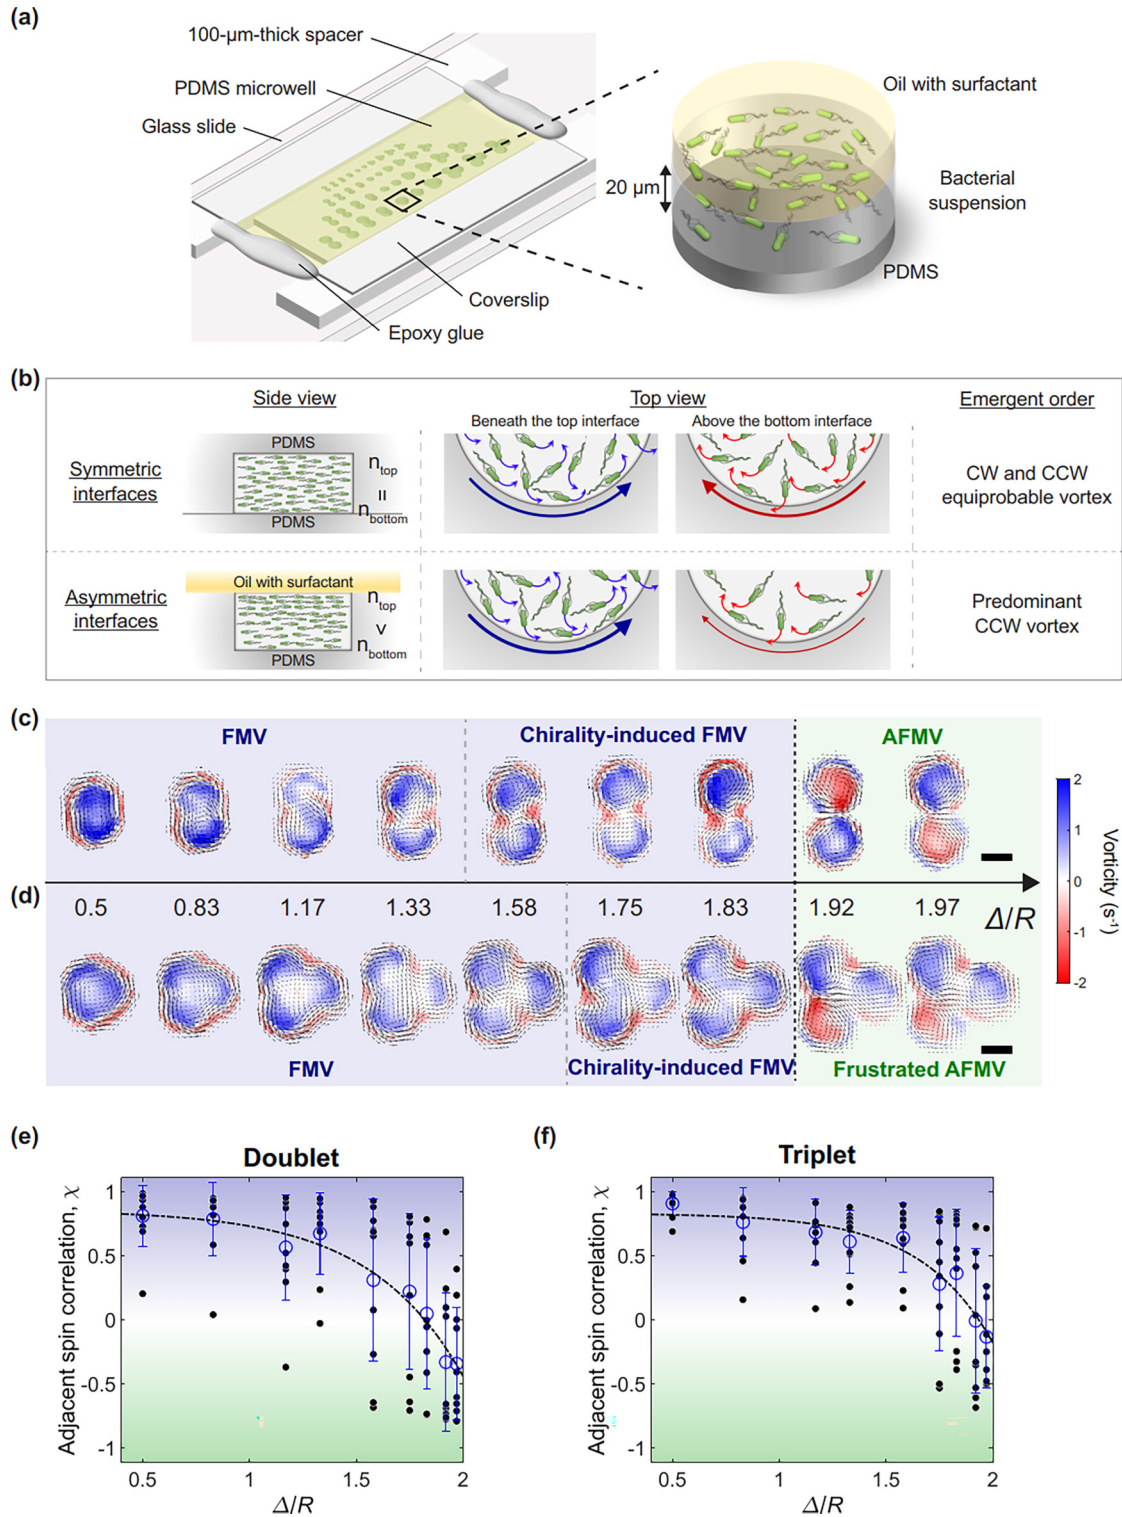 (a)
100-μm-thick spacer
PDMS microwell
Glass slide
Coverslip
Epoxy glue
Oil with surfactant
20 μm
Bacterial
suspension
PDMS
(b)
Side view
Top view
Emergent order
Beneath the top interface
Above the bottom interface
Symmetric
interfaces
PDMS
n_top
=
n_bottom
PDMS
CW and CCW
equiprobable vortex
Asymmetric
interfaces
Oil with surfactant
n_top
>
n_bottom
PDMS
Predominant
CCW vortex
(c)
FMV
Chirality-induced FMV
AFMV
2
1
0
-1
-2
Vorticity (s⁻¹)
(d)
0.5 0.83 1.17 1.33 1.58 1.75 1.83 1.92 1.97
Δ/R
FMV
Chirality-induced FMV
Frustrated AFMV
(e)
Doublet
Adjacent spin correlation, χ
1
0.5
0
-0.5
-1
0.5 1 1.5 2
Δ/R
(f)
Triplet
Adjacent spin correlation, χ
1
0.5
0
-0.5
-1
0.5 1 1.5 2
Δ/R